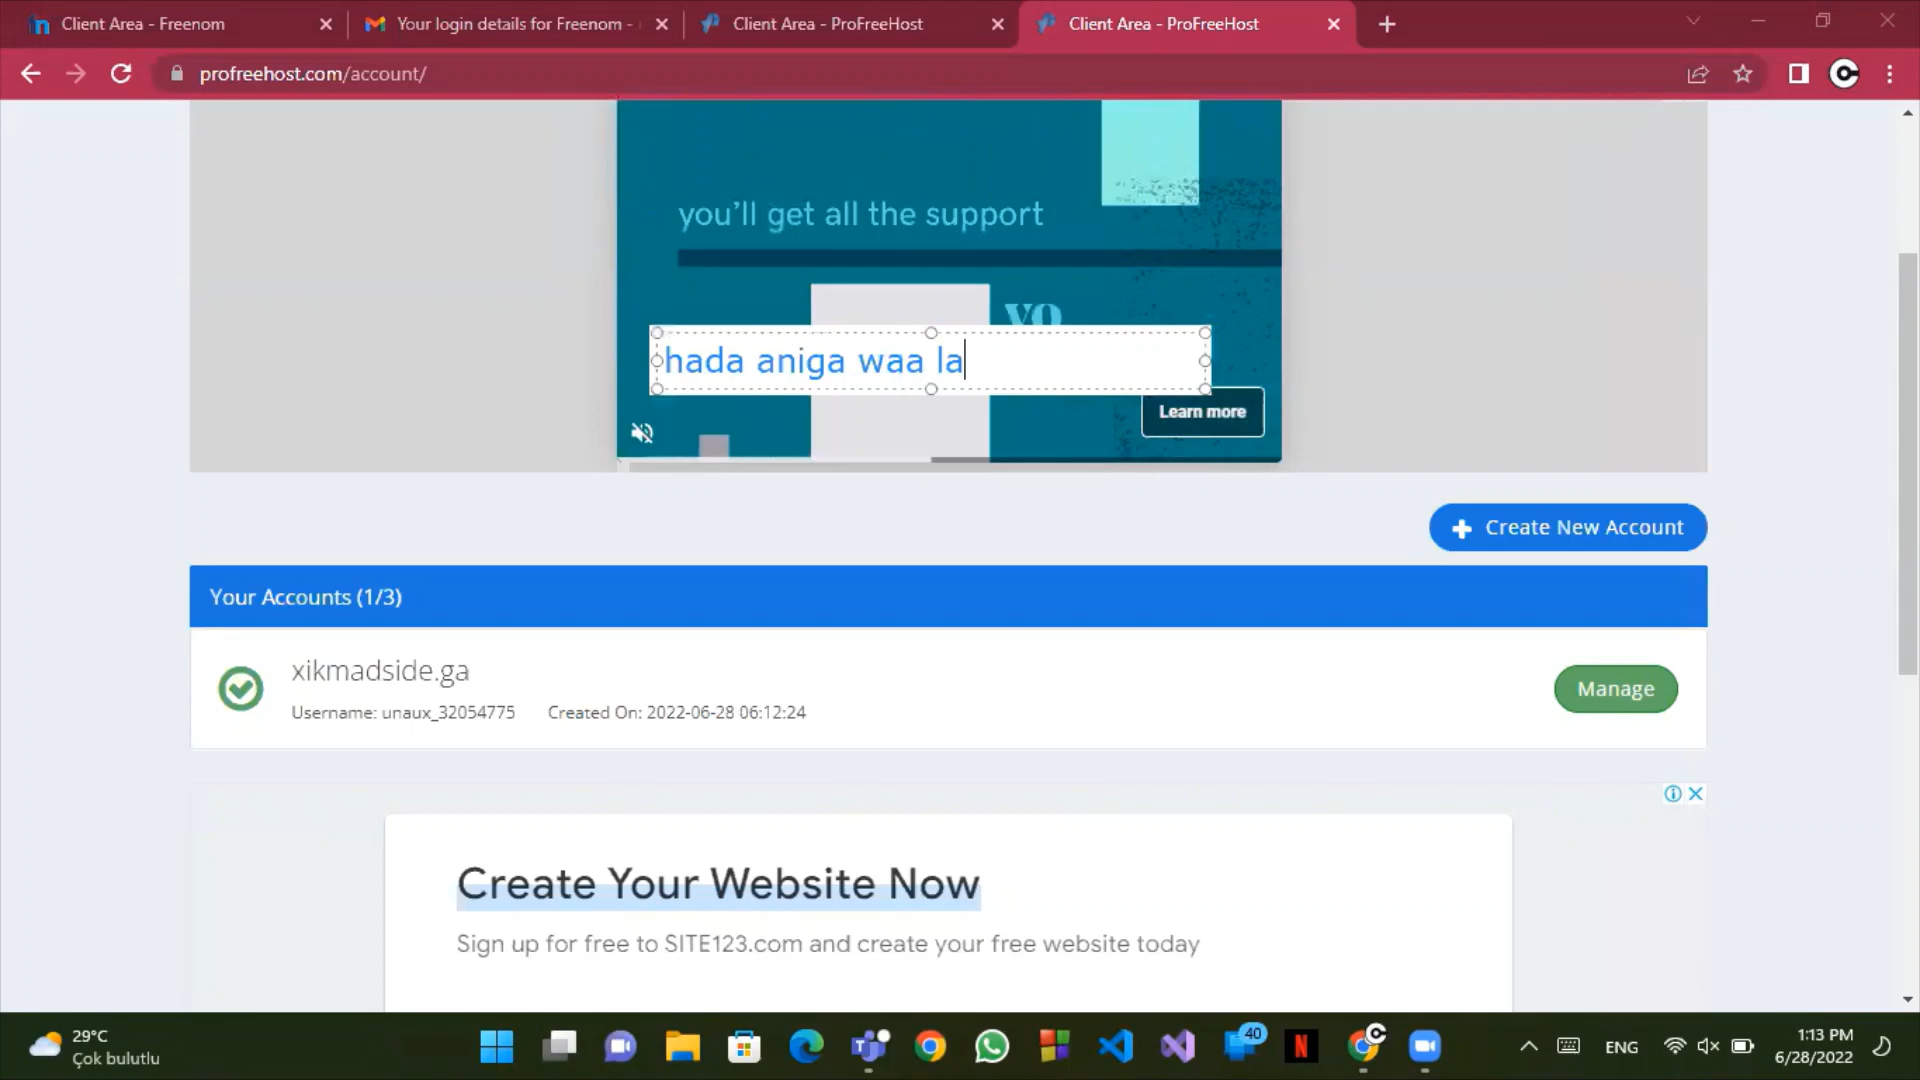 Client Area - Freenom
Your login details for Freenom -
Client Area - ProFreeHost
Client Area - ProFreeHost
profreehost.com/account/
you'll get all the support
yo
hada aniga waa la
Learn more
Create New Account
Your Accounts (1/3)
xikmadside.ga
Username: unaux_32054775 Created On: 2022-06-28 06:12:24
Manage
Create Your Website Now
Sign up for free to SITE123.com and create your free website today
29°C
Çok bulutlu
40
N
ENG
1:13 PM
6/28/2022